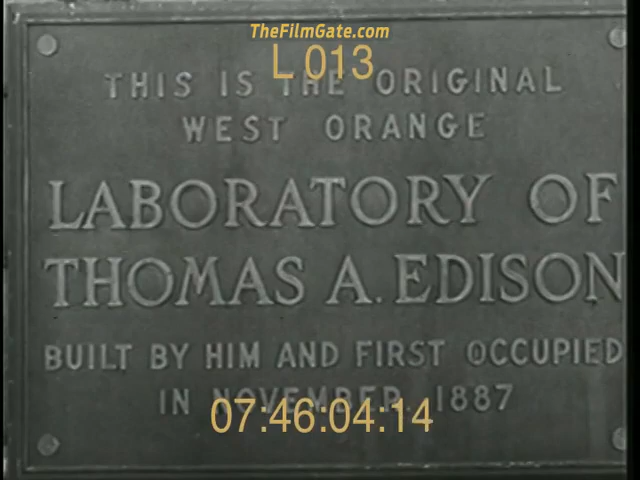 TheFilmGate.com
L 013
THIS IS THE ORIGINAL
WEST ORANGE
LABORATORY OF
THOMAS A. EDISON
BUILT BY HIM AND FIRST OCCUPIED
IN NOVEMBER, 1887
07:46:04:14